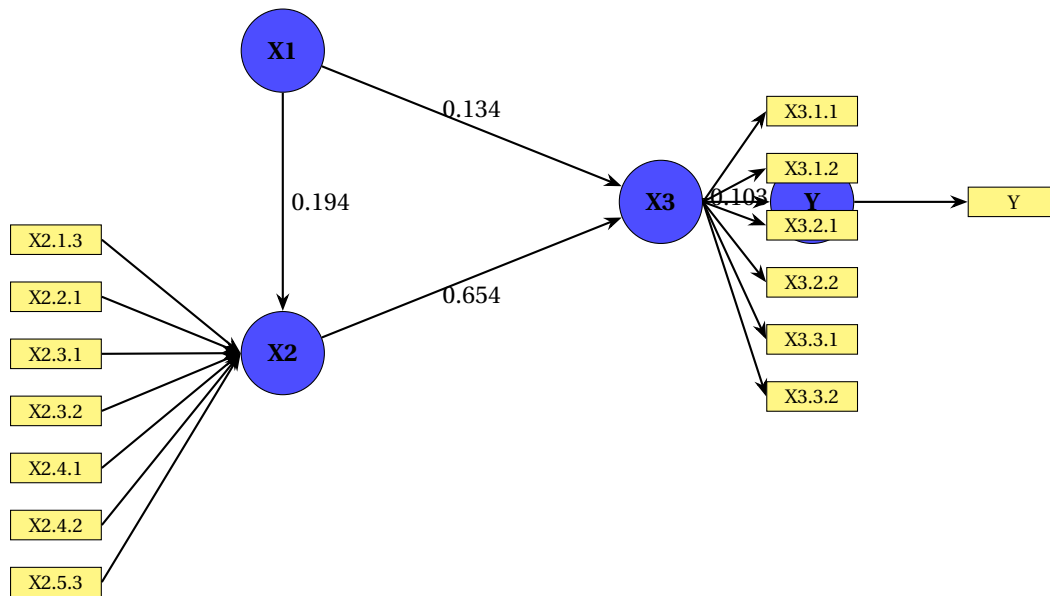 X1
0.134
X3.1.1
X3.1.2
0.194
X3
0.103
Y
Y
X3.2.1
X2.1.3
X3.2.2
X2.2.1
0.654
X3.3.1
X2.3.1
X2
X3.3.2
X2.3.2
X2.4.1
X2.4.2
X2.5.3